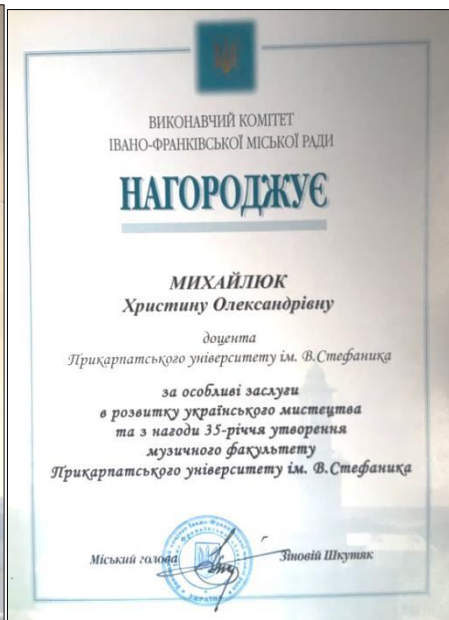 ВИКОНАВЧИЙ КОМІТЕТ
ІВАНО-ФРАНКІВСЬКОЇ МІСЬКОЇ РАДИ
НАГОРОДЖУЄ
МИХАЙЛЮК
Христину Олександрівну
доцента
Прикарпатського університету ім. В.Стефаника
за особливі заслуги
в розвитку українського мистецтва
та з нагоди 35-річчя утворення
музичного факультету
Прикарпатського університету ім. В.Стефаника
Міський голова Зіновій Шкутяк
УКРАЇНА